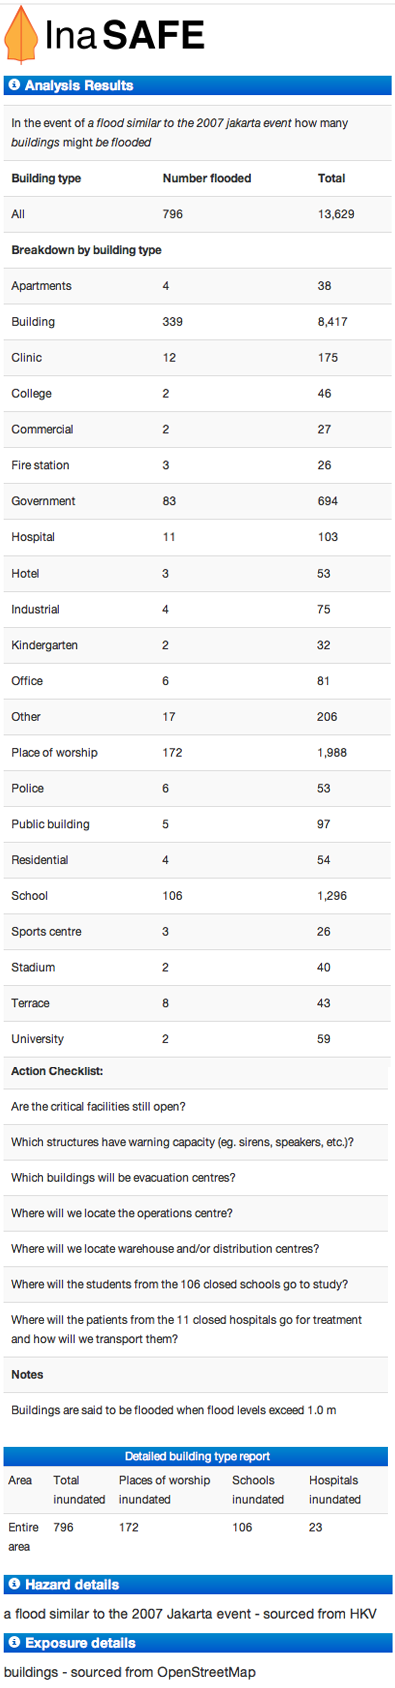 InaSAFE
Analysis Results
In the event of a flood similar to the 2007 jakarta event how many
buildings might be flooded
Building type Number flooded Total
All 796 13,629
Breakdown by building type
Apartments 4 38
Building 339 8,417
Clinic 12 175
College 2 46
Commercial 2 27
Fire station 3 26
Government 83 694
Hospital 11 103
Hotel 3 53
Industrial 4 75
Kindergarten 2 32
Office 6 81
Other 17 206
Place of worship 172 1,988
Police 6 53
Public building 5 97
Residential 4 54
School 106 1,296
Sports centre 3 26
Stadium 2 40
Terrace 8 43
University 2 59
Action Checklist:
Are the critical facilities still open?
Which structures have warning capacity (eg. sirens, speakers, etc.)?
Which buildings will be evacuation centres?
Where will we locate the operations centre?
Where will we locate warehouse and/or distribution centres?
Where will the students from the 106 closed schools go to study?
Where will the patients from the 11 closed hospitals go for treatment
and how will we transport them?
Notes
Buildings are said to be flooded when flood levels exceed 1.0 m
Detailed building type report
Area Total Places of worship Schools Hospitals
inundated inundated inundated inundated
Entire 796 172 106 23
area
Hazard details
a flood similar to the 2007 Jakarta event - sourced from HKV
Exposure details
buildings - sourced from OpenStreetMap